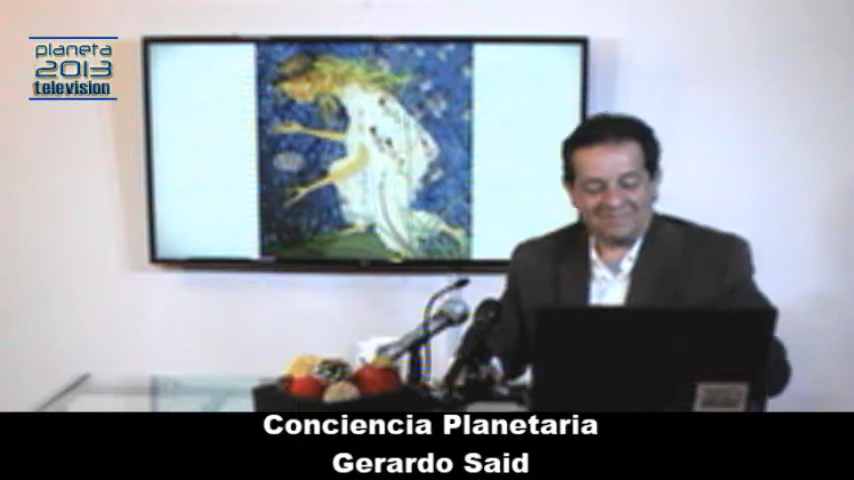 planeta
2013
television
Conciencia Planetaria
Gerardo Said